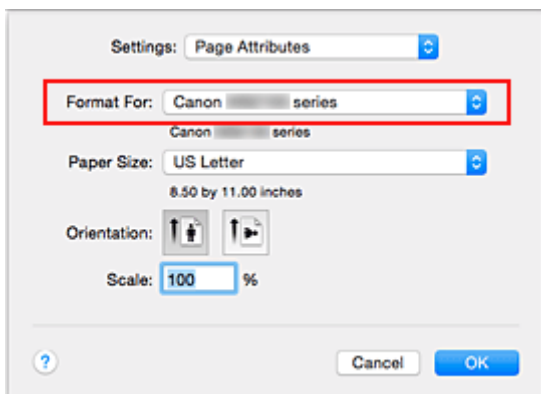 Settings: Page Attributes
Format For: Canon series
Canon series
Paper Size: US Letter
8.50 by 11.00 inches
Orientation:
Scale: 100 %
? Cancel OK